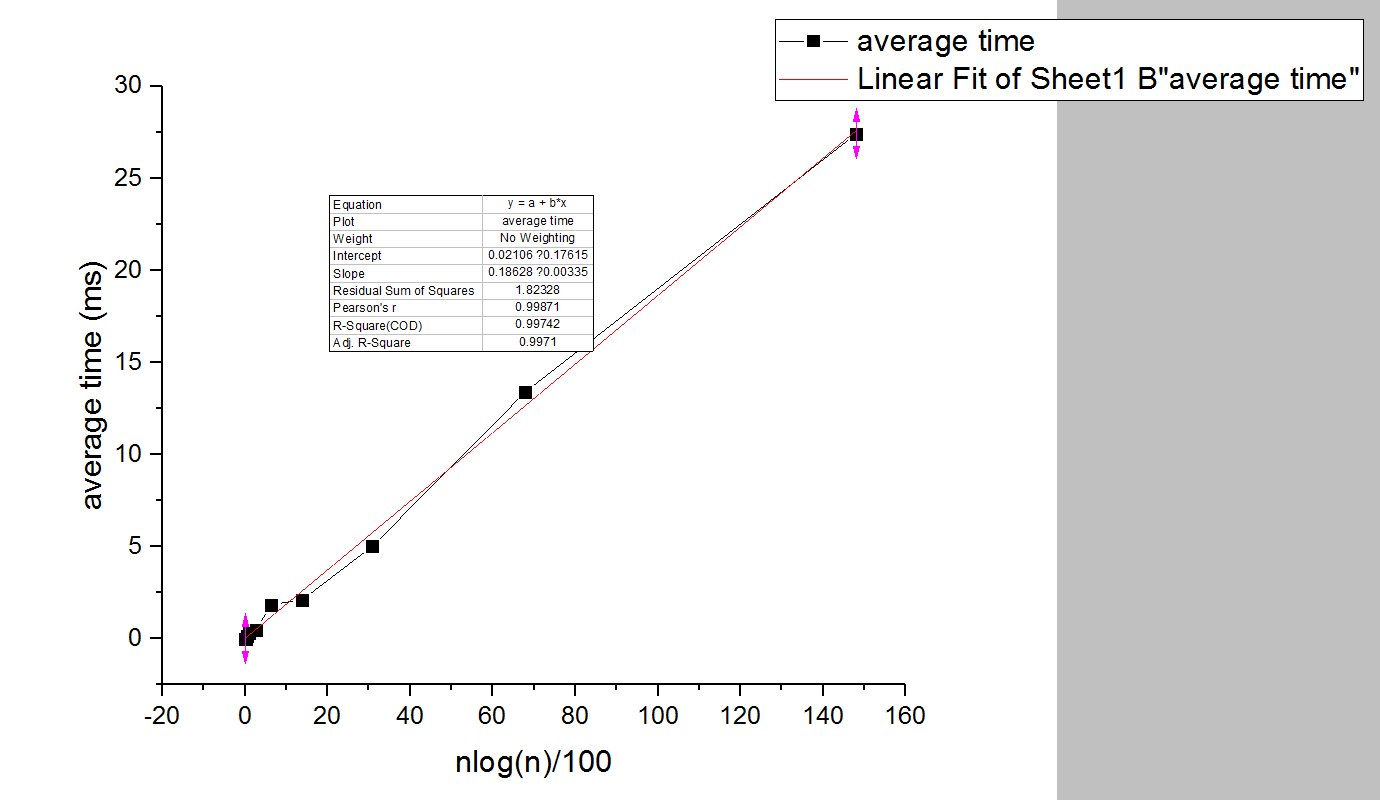 average time
Linear Fit of Sheet1 B"average time"
30
25
20
15
10
5
0
average time (ms)
Equation y = a + b*x
Plot average time
Weight No Weighting
Intercept 0.02106 ?0.17615
Slope 0.18628 ?0.00335
Residual Sum of Squares 1.82328
Pearson's r 0.99871
R-Square(COD) 0.99742
Adj. R-Square 0.9971
-20 0 20 40 60 80 100 120 140 160
nlog(n)/100